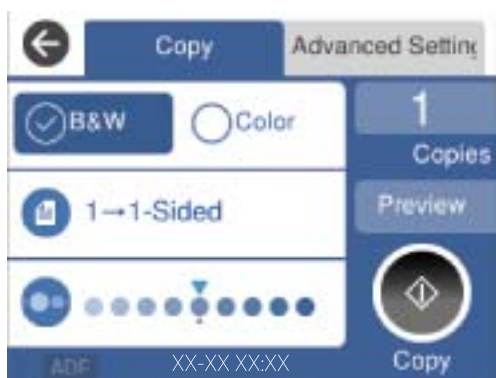 Copy
Advanced Setting
B&W
Color
1
Copies
1→1-Sided
Preview
ADF
XX-XX XX:XX
Copy